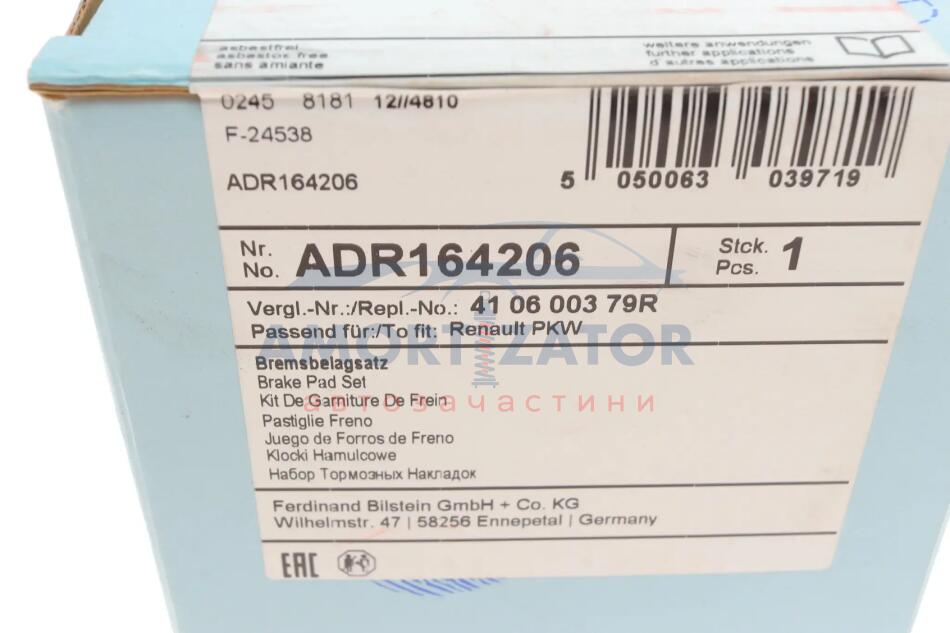 asbestfrei
asbestos free
sans amiante
weitere anwendungen
further applications
d'autres applications
0245 8181 12//4810
F-24538
ADR164206
5 050063 039719
Nr.
No. ADR164206
Stck.
Pcs. 1
Vergl.-Nr.:/Repl.-No.: 41 06 003 79R
Passend für:/To fit: Renault PKW
AMORTIZATOR
автозачастини
Bremsbelagsatz
Brake Pad Set
Kit De Garniture De Frein
Pastiglie Freno
Juego de Forros de Freno
Klocki Hamulcowe
Набор Тормозных Накладок
Ferdinand Bilstein GmbH + Co. KG
Wilhelmstr. 47 | 58256 Ennepetal | Germany
EAC